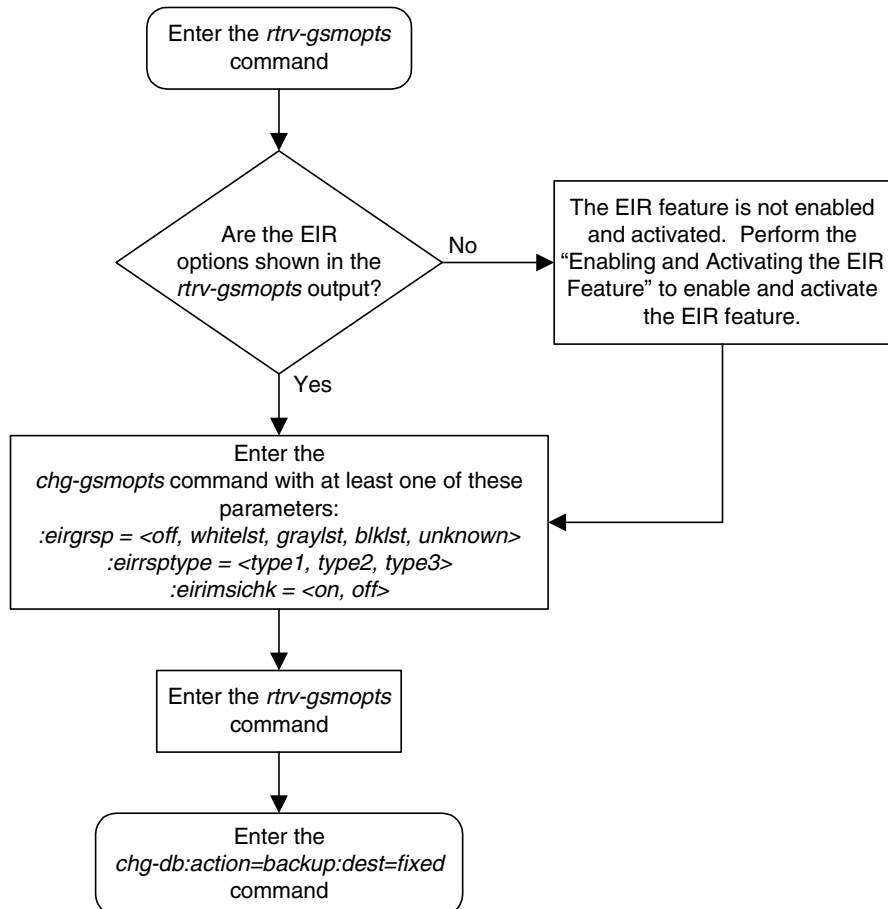 Enter the rtrv-gsmopts
command
Are the EIR
options shown in the
rtrv-gsmopts output?
No
The EIR feature is not enabled
and activated.  Perform the
“Enabling and Activating the EIR
Feature” to enable and activate
the EIR feature.
Yes
Enter the
chg-gsmopts command with at least one of these
parameters:
:eirgrsp = <off, whitelst, graylst, blklst, unknown>
:eirrsptype = <type1, type2, type3>
:eirimsichk = <on, off>
Enter the rtrv-gsmopts
command
Enter the
chg-db:action=backup:dest=fixed
command